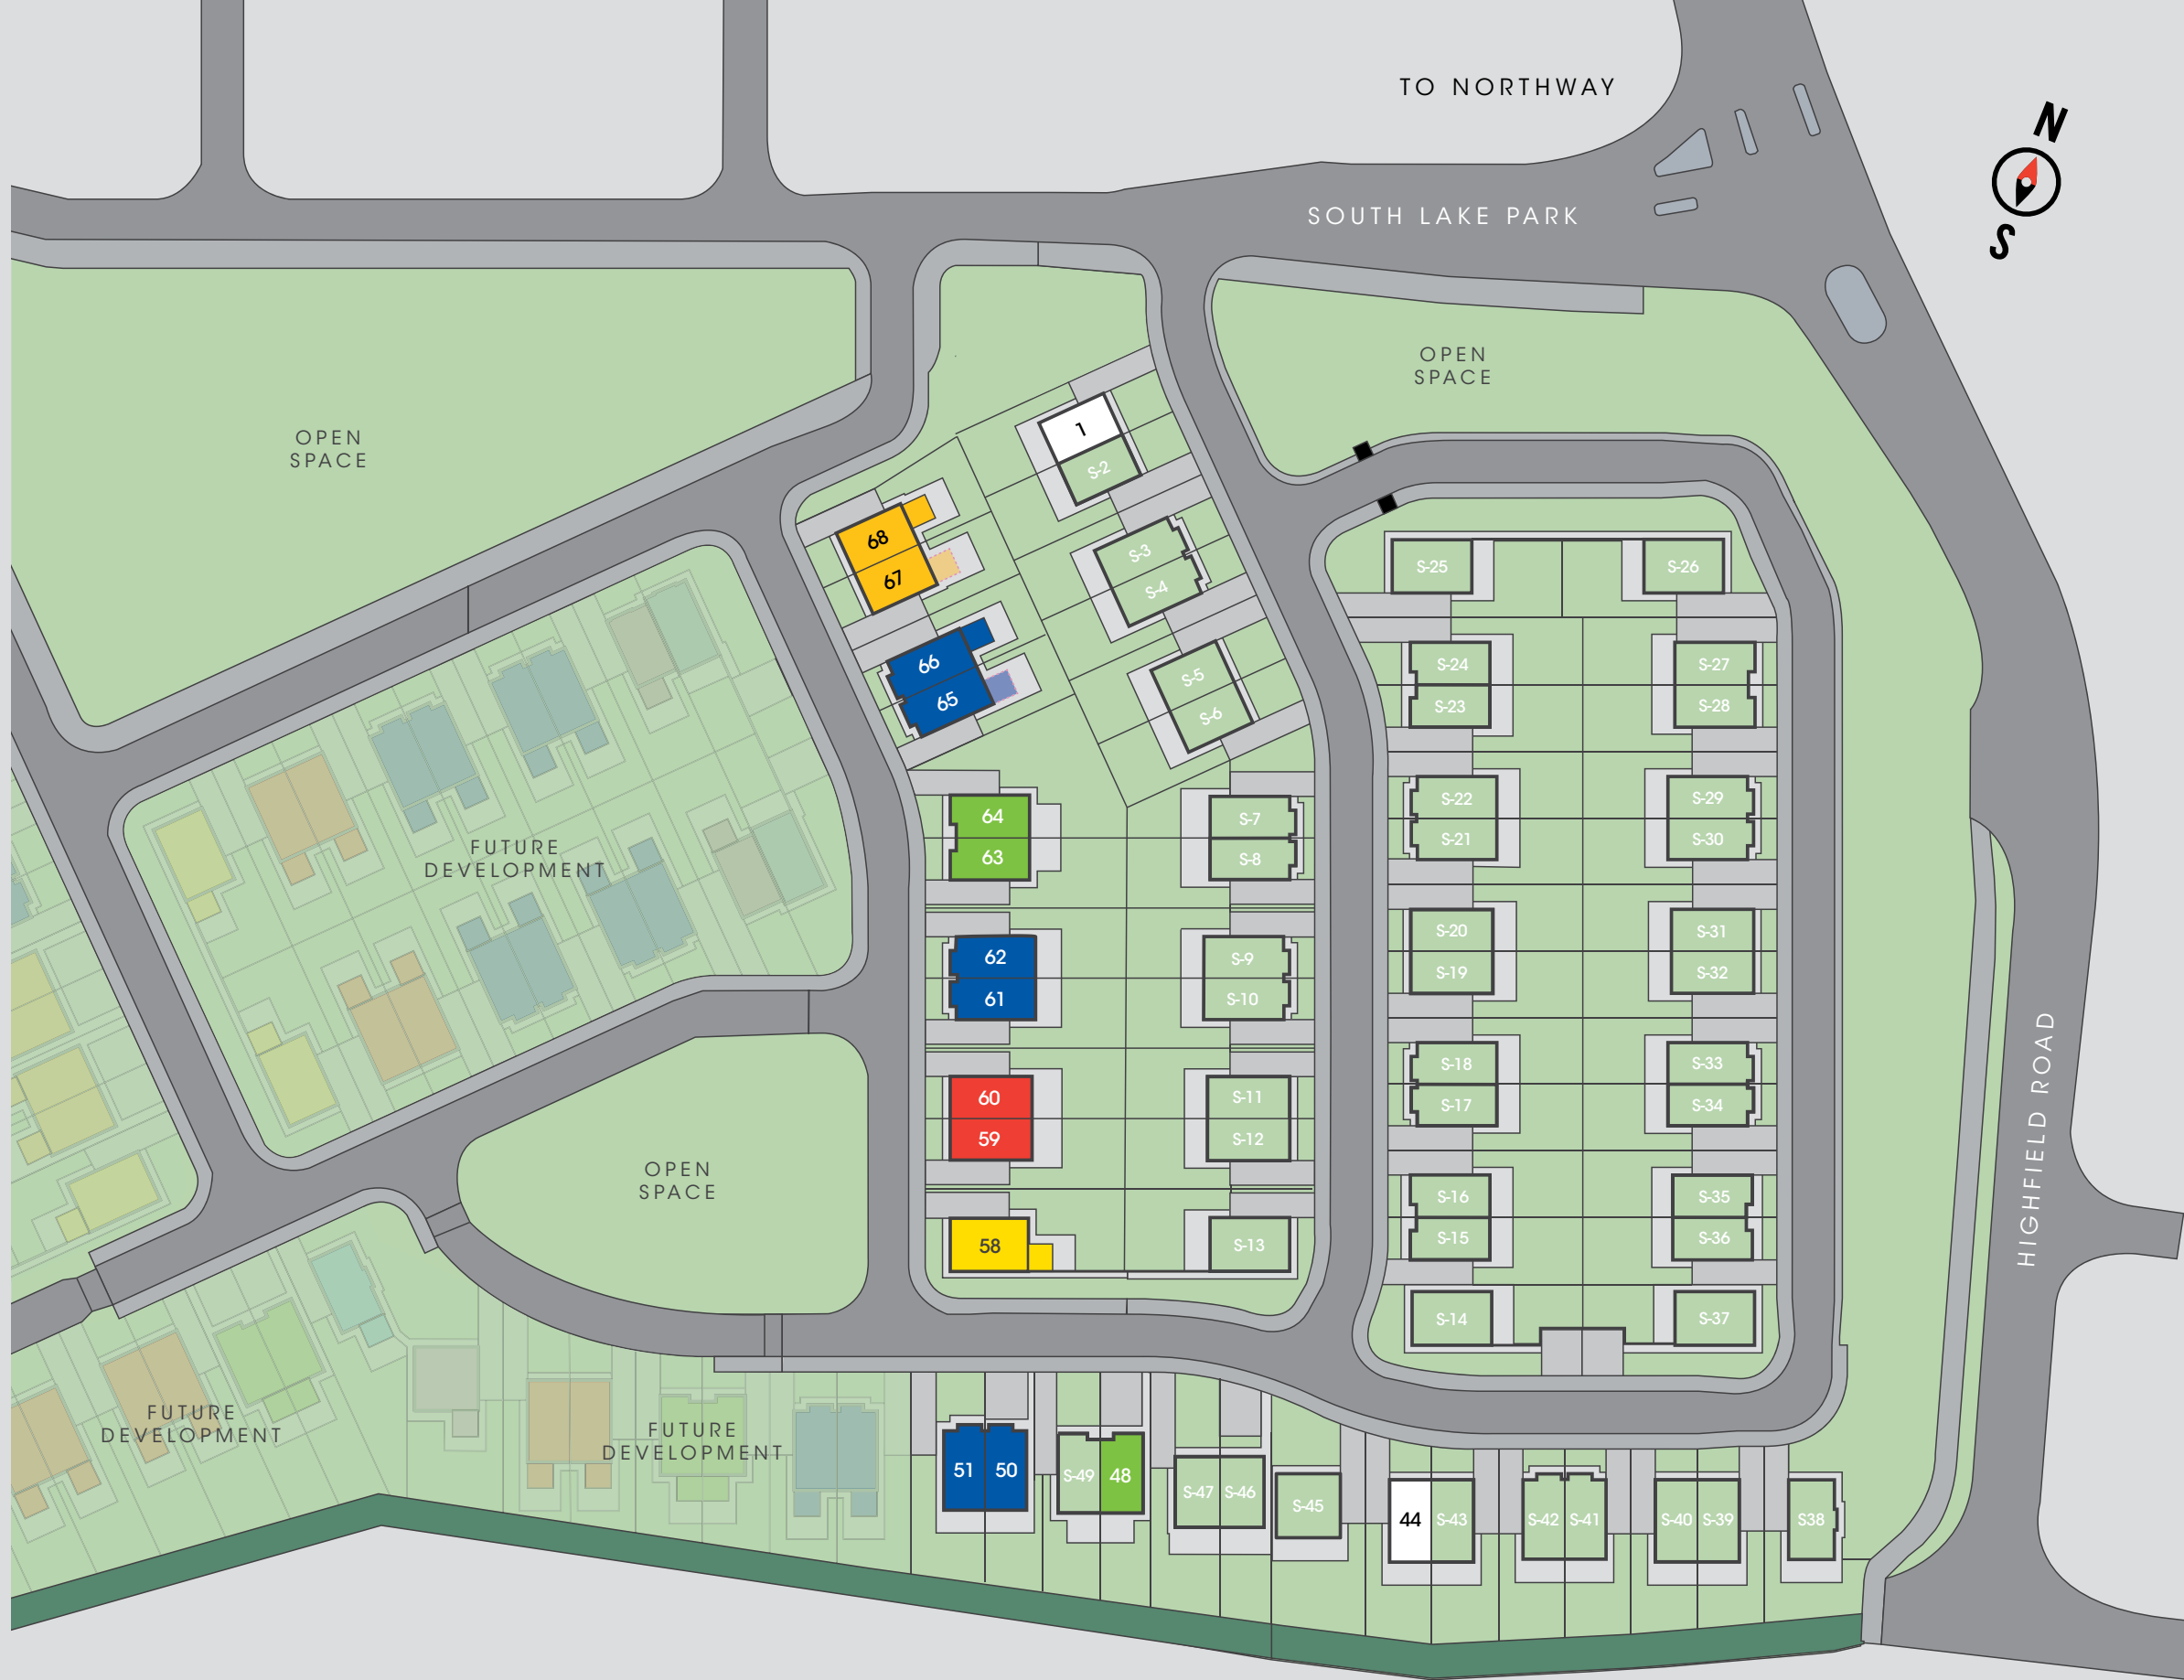 TO NORTHWAY
N
S
SOUTH LAKE PARK
OPEN
SPACE
OPEN
SPACE
1
S-2
68
67
S-3
S-4
66
65
S-5
S-6
S-25
S-26
S-24
S-23
S-27
S-28
64
63
S-7
S-8
S-22
S-21
S-29
S-30
FUTURE
DEVELOPMENT
62
61
S-9
S-10
S-20
S-19
S-31
S-32
60
59
S-11
S-12
S-18
S-17
S-33
S-34
HIGHFIELD ROAD
OPEN
SPACE
58
S-13
S-16
S-15
S-35
S-36
S-14
S-37
FUTURE
DEVELOPMENT
FUTURE
DEVELOPMENT
51 50
S-49 48
S-47 S-46
S-45
44 S-43
S-42 S-41
S-40 S-39
S38